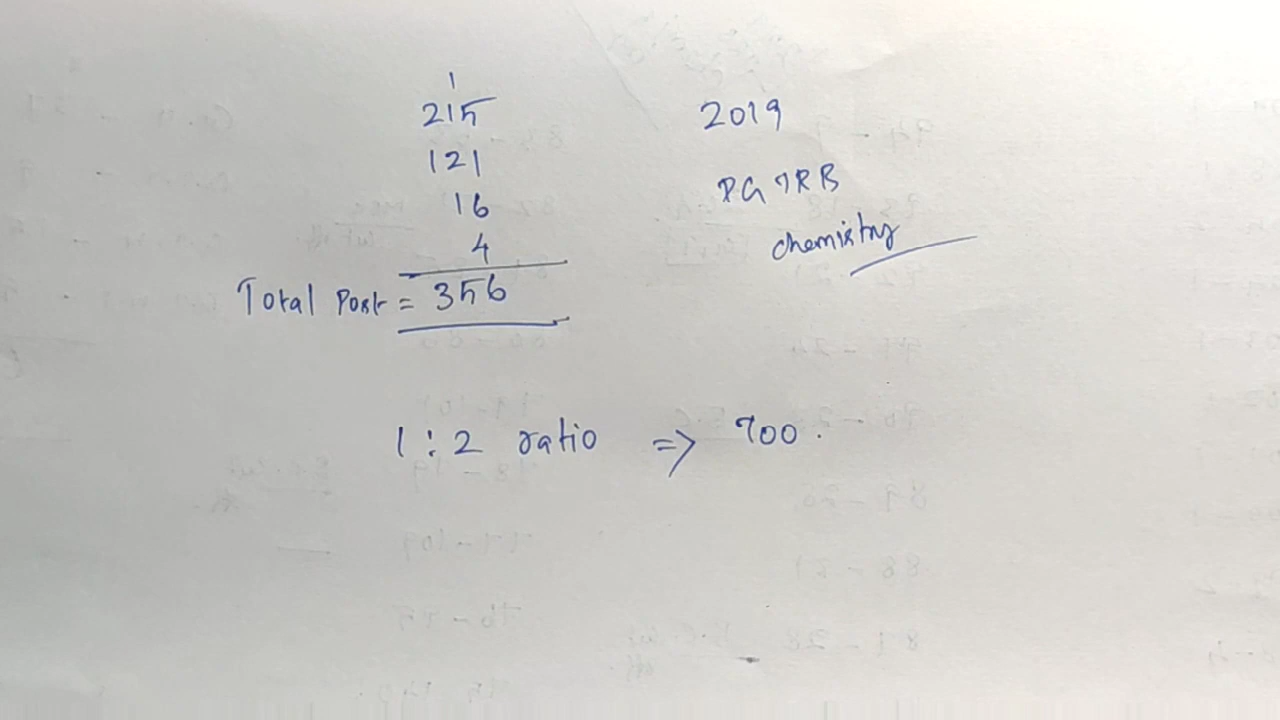 1
215
121
16
4
Total Post = 356
2019
PG TRB
chemistry
1 : 2 ratio => 700.